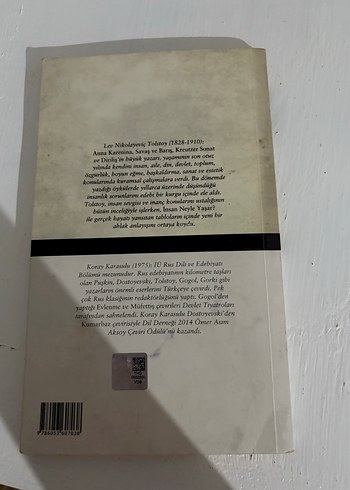 Lev Nikolayeviç Tolstoy (1828-1910):
Anna Karenina, Savaş ve Barış, Kreutzer Sonat
ve Diriliş'in büyük yazarı, yaşamının son otuz
yılında kendini insan, aile, din, devlet, toplum,
özgürlük, boyun eğme, başkaldırma, sanat ve estetik
konularında kuramsal çalışmalara verdi. Bu dönemde
yazdığı öykülerde yıllarca üzerinde düşündüğü
insanlık sorunlarını edebi bir kurgu içinde ele aldı.
Tolstoy, insan sevgisi ve inanç konularını ustalığının
bütün inceliğiyle işlerken, İnsan Neyle Yaşar?
ile gerçek hayatı yansıtan tabloların içinde yeni bir
ahlak anlayışını ortaya koydu.
Koray Karasulu (1975): İÜ Rus Dili ve Edebiyatı
Bölümü mezunudur. Rus edebiyatının kilometre taşları
olan Puşkin, Dostoyevski, Tolstoy, Gogol, Gorki gibi
yazarların önemli eserlerini Türkçeye çevirdi. Pek
çok Rus klasiğinin redaktörlüğünü yaptı. Gogol'den
yaptığı Evlenme ve Müfettiş çevirileri Devlet Tiyatroları
tarafından sahnelendi. Koray Karasulu Dostoyevski'den
Kumarbaz çevirisiyle Dil Derneği 2014 Ömer Asım
Aksoy Çeviri Ödülü'nü kazandı.